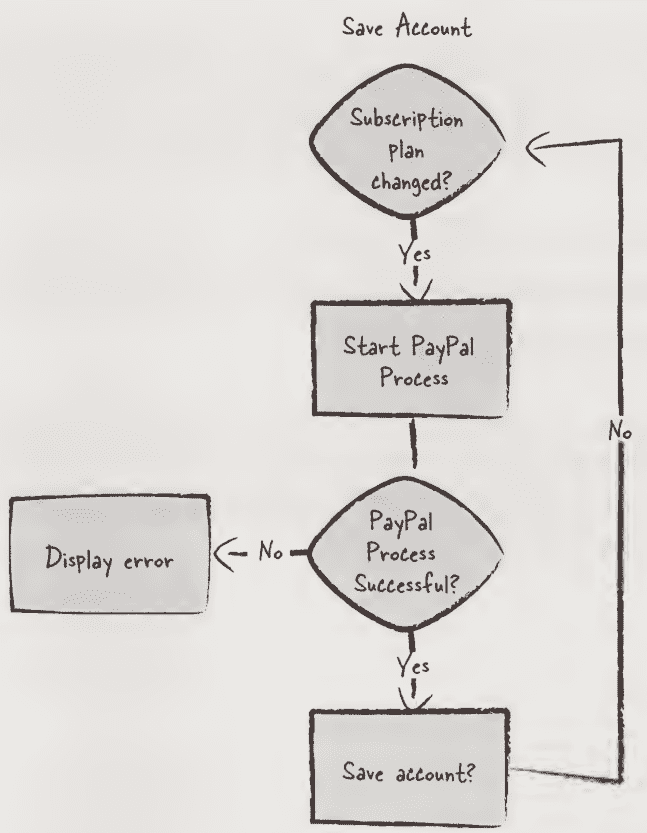 Save Account
Subscription
plan
changed?
Yes
Start PayPal
Process
No
PayPal
Process
Successful?
No
Display error
Yes
Save account?